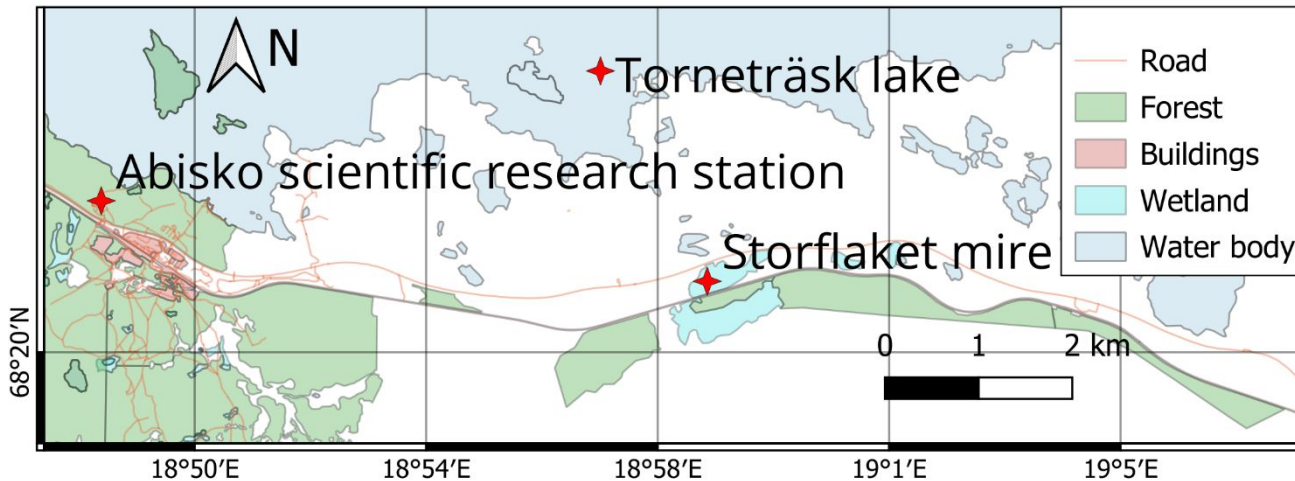 N
Torneträsk lake
Abisko scientific research station
Storflaket mire
Road
Forest
Buildings
Wetland
Water body
0 1 2 km
68°20′N
18°50′E 18°54′E 18°58′E 19°1′E 19°5′E